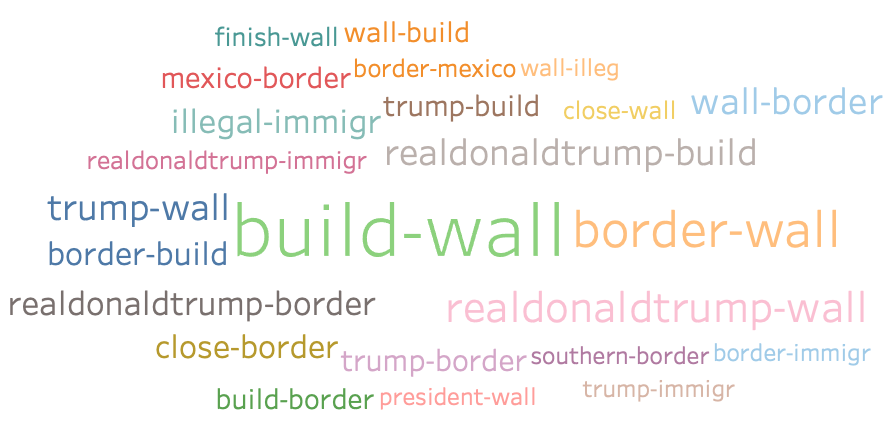 finish-wall wall-build
mexico-border border-mexico wall-illeg
illegal-immigr trump-build close-wall wall-border
realdonaldtrump-immigr realdonaldtrump-build
trump-wall build-wall border-wall
border-build
realdonaldtrump-border realdonaldtrump-wall
close-border trump-border southern-border border-immigr
build-border president-wall trump-immigr